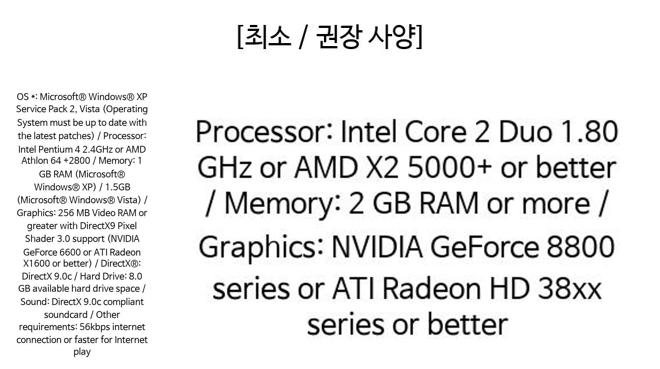 [최소 / 권장 사양]
OS *: Microsoft® Windows® XP
Service Pack 2, Vista (Operating
System must be up to date with
the latest patches) / Processor:
Intel Pentium 4 2.4GHz or AMD
Athlon 64 +2800 / Memory: 1
GB RAM (Microsoft®
Windows® XP) / 1.5GB
(Microsoft® Windows® Vista) /
Graphics: 256 MB Video RAM or
greater with DirectX9 Pixel
Shader 3.0 support (NVIDIA
GeForce 6600 or ATI Radeon
X1600 or better) / DirectX®:
DirectX 9.0c / Hard Drive: 8.0
GB available hard drive space /
Sound: DirectX 9.0c compliant
soundcard / Other
requirements: 56kbps internet
connection or faster for Internet
play
Processor: Intel Core 2 Duo 1.80
GHz or AMD X2 5000+ or better
/ Memory: 2 GB RAM or more /
Graphics: NVIDIA GeForce 8800
series or ATI Radeon HD 38xx
series or better